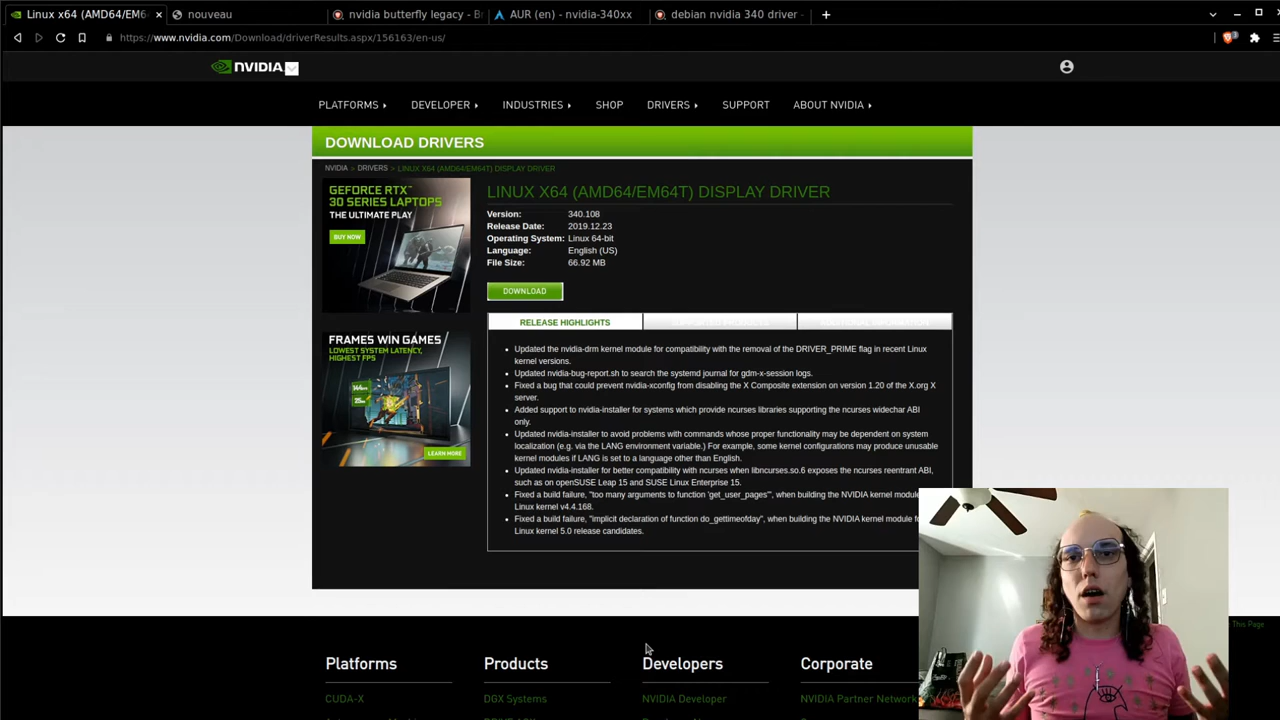 Linux x64 (AMD64/EM6
nouveau
nvidia butterfly legacy - Br
AUR (en) - nvidia-340xx
debian nvidia 340 driver -
https://www.nvidia.com/Download/driverResults.aspx/156163/en-us/
3
NVIDIA
PLATFORMS DEVELOPER INDUSTRIES SHOP DRIVERS SUPPORT ABOUT NVIDIA
DOWNLOAD DRIVERS
NVIDIA > DRIVERS > LINUX X64 (AMD64/EM64T) DISPLAY DRIVER
GEFORCE RTX™
30 SERIES LAPTOPS
THE ULTIMATE PLAY
BUY NOW
FRAMES WIN GAMES
LOWEST SYSTEM LATENCY,
HIGHEST FPS
LEARN MORE
LINUX X64 (AMD64/EM64T) DISPLAY DRIVER
Version: 340.108
Release Date: 2019.12.23
Operating System: Linux 64-bit
Language: English (US)
File Size: 66.92 MB
DOWNLOAD
RELEASE HIGHLIGHTS SUPPORTED PRODUCTS ADDITIONAL INFORMATION
Updated the nvidia-drm kernel module for compatibility with the removal of the DRIVER_PRIME flag in recent Linux
kernel versions.
Updated nvidia-bug-report.sh to search the systemd journal for gdm-x-session logs.
Fixed a bug that could prevent nvidia-xconfig from disabling the X Composite extension on version 1.20 of the X.org X
server.
Added support to nvidia-installer for systems which provide ncurses libraries supporting the ncurses widechar ABI
only.
Updated nvidia-installer to avoid problems with commands whose proper functionality may be dependent on system
localization (e.g. via the LANG environment variable.) For example, some kernel configurations may produce unusable
kernel modules if LANG is set to a language other than English.
Updated nvidia-installer for better compatibility with ncurses when libncurses.so.6 exposes the ncurses reentrant ABI,
such as on openSUSE Leap 15 and SUSE Linux Enterprise 15.
Fixed a build failure, "too many arguments to function 'get_user_pages'", when building the NVIDIA kernel module
Linux kernel v4.4.168.
Fixed a build failure, "implicit declaration of function do_gettimeofday", when building the NVIDIA kernel module fo
Linux kernel 5.0 release candidates.
This Page
Platforms Products Developers Corporate
CUDA-X DGX Systems NVIDIA Developer NVIDIA Partner Network